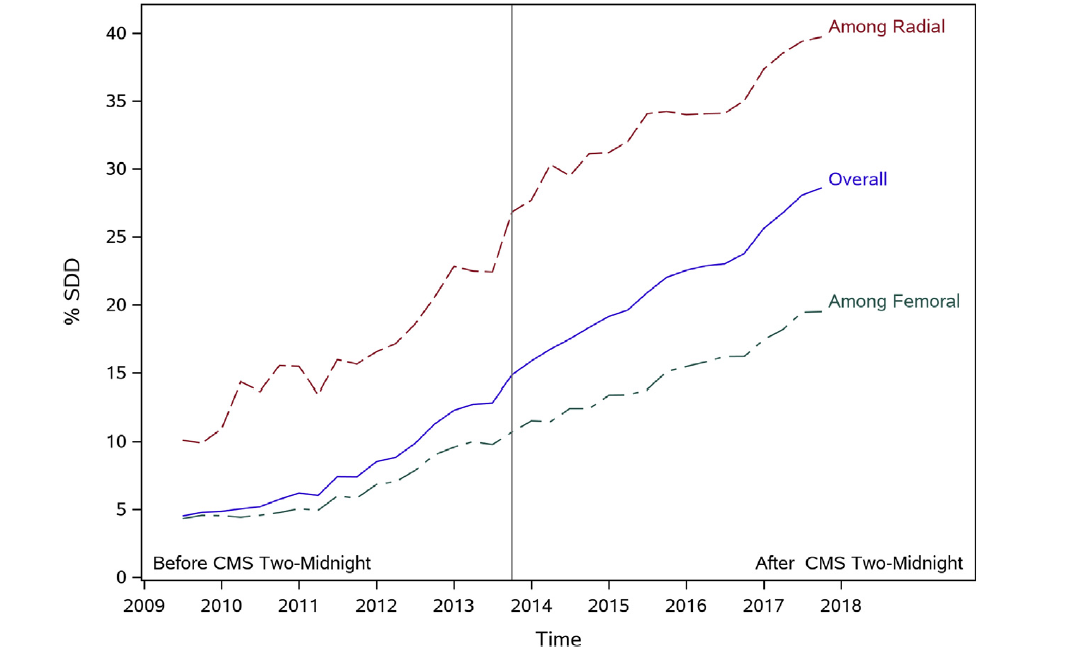 40
Among Radial
35
30
Overall
25
% SDD
20
Among Femoral
15
10
5
Before CMS Two-Midnight
After CMS Two-Midnight
0
2009 2010 2011 2012 2013 2014 2015 2016 2017 2018
Time